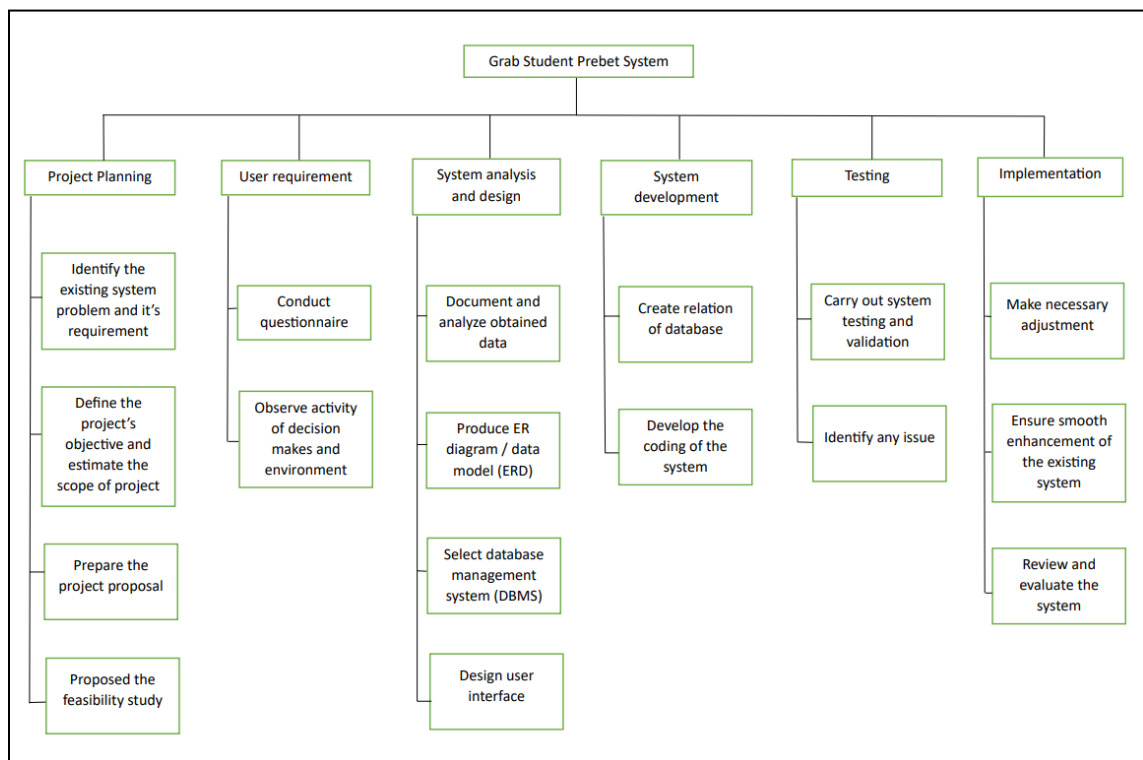 Grab Student Prebet System
Project Planning
Identify the
existing system
problem and it's
requirement
Define the
project's
objective and
estimate the
scope of project
Prepare the
project proposal
Proposed the
feasibility study
User requirement
Conduct
questionnaire
Observe activity
of decision
makes and
environment
System analysis
and design
Document and
analyze obtained
data
Produce ER
diagram / data
model (ERD)
Select database
management
system (DBMS)
Design user
interface
System
development
Create relation
of database
Develop the
coding of the
system
Testing
Carry out system
testing and
validation
Identify any issue
Implementation
Make necessary
adjustment
Ensure smooth
enhancement of
the existing
system
Review and
evaluate the
system